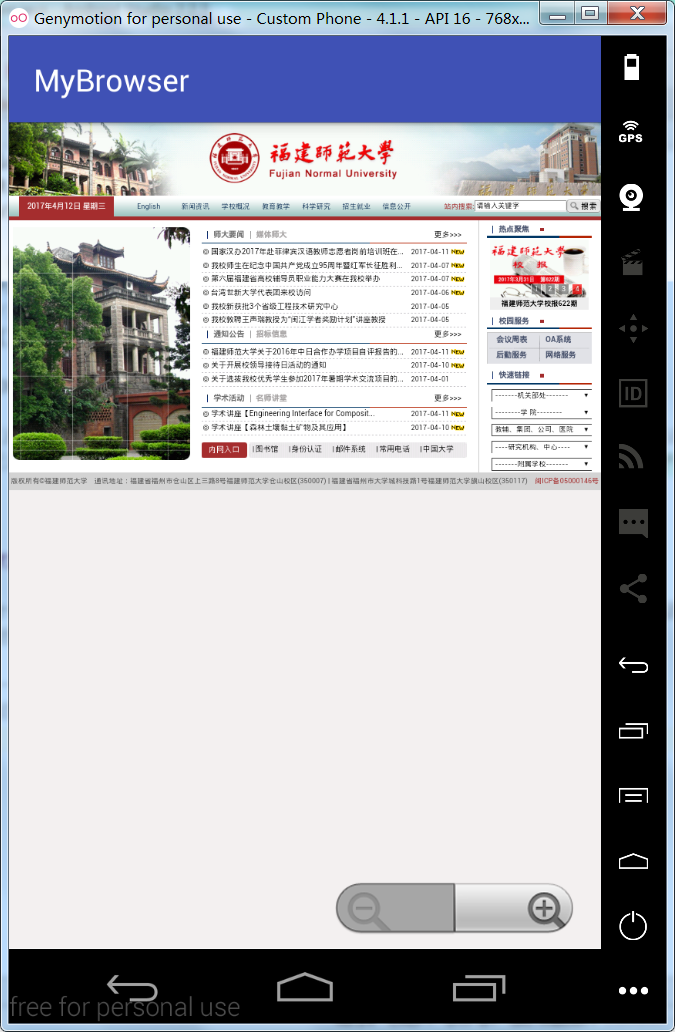 Genymotion for personal use - Custom Phone - 4.1.1 - API 16 - 768x...
MyBrowser
GPS
福建师范大学
Fujian Normal University
2017年4月12日 星期三
English 新闻资讯 学校概况 教育教学 科学研究 招生就业 信息公开
站内搜索: 请输入关键字 搜索
师大要闻 | 媒体师大 更多>>>
国家汉办2017年赴菲律宾汉语教师志愿者岗前培训班在... 2017-04-11 NEW
我校师生在纪念中国共产党成立95周年暨红军长征胜利... 2017-04-07 NEW
第六届福建省高校辅导员职业能力大赛在我校举办 2017-04-07 NEW
台湾世新大学代表团来校访问 2017-04-06 NEW
我校新获批3个省级工程技术研究中心 2017-04-05
我校敦聘王声瑞教授为“闽江学者奖励计划”讲座教授 2017-04-05
通知公告 | 招标信息 更多>>>
福建师范大学关于2016年中日合作办学项目自评报告的... 2017-04-11 NEW
关于开展校领导接待日活动的通知 2017-04-10 NEW
关于选拔我校优秀学生参加2017年暑期学术交流项目的... 2017-04-01
学术活动 | 名师讲堂 更多>>>
学术讲座【Engineering Interface for Composit... 2017-04-11 NEW
学术讲座【森林土壤黏土矿物及其应用】 2017-04-10 NEW
内网入口 |图书馆 |身份认证 |邮件系统 |常用电话 |中国大学
热点聚焦
福建师范大学
校 报
2017年3月31日 第622期
1 2 3 4
福建师范大学校报622期
校园服务
会议周表 OA系统
后勤服务 网络服务
快速链接
-------机关部处-------
--------学 院--------
教辅、集团、公司、医院
----研究机构、中心----
-------附属学校-------
版权所有©福建师范大学 通讯地址：福建省福州市仓山区上三路8号福建师范大学仓山校区(350007) | 福建省福州市大学城科技路1号福建师范大学旗山校区(350117) 闽ICP备05000146号
ID
free for personal use